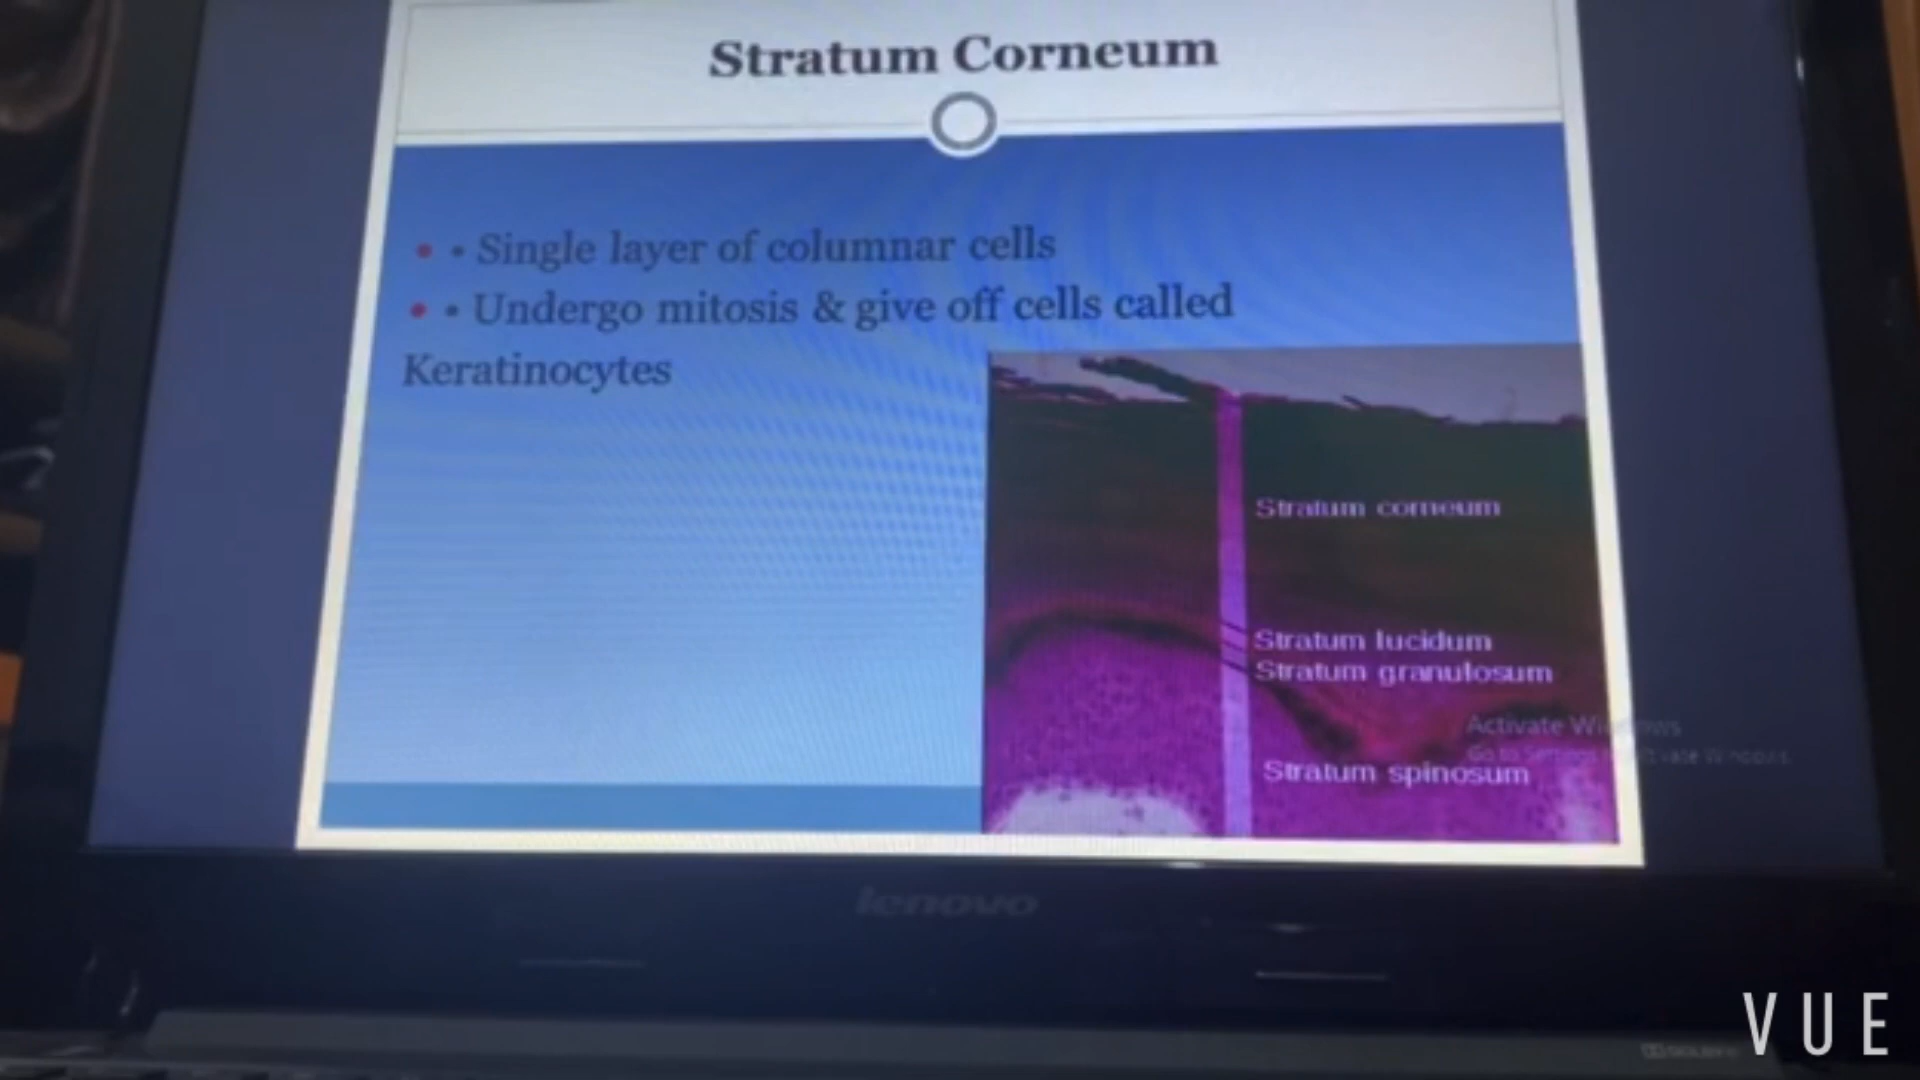 Stratum Corneum
• • Single layer of columnar cells
• • Undergo mitosis & give off cells called
Keratinocytes
Stratum corneum
Stratum lucidum
Stratum granulosum
Activate Windows
Stratum spinosum
lenovo
VUE